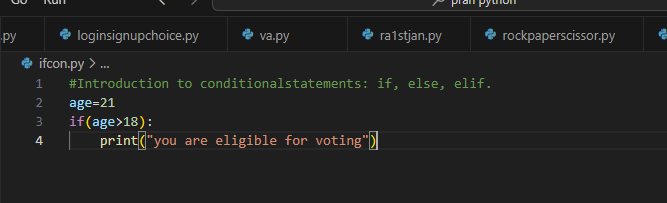 Go Run pran python
.py loginsignupchoice.py va.py ra1stjan.py rockpaperscissor.py
ifcon.py > ...
1 #Introduction to conditionalstatements: if, else, elif.
2 age=21
3 if(age>18):
4 print("you are eligible for voting")